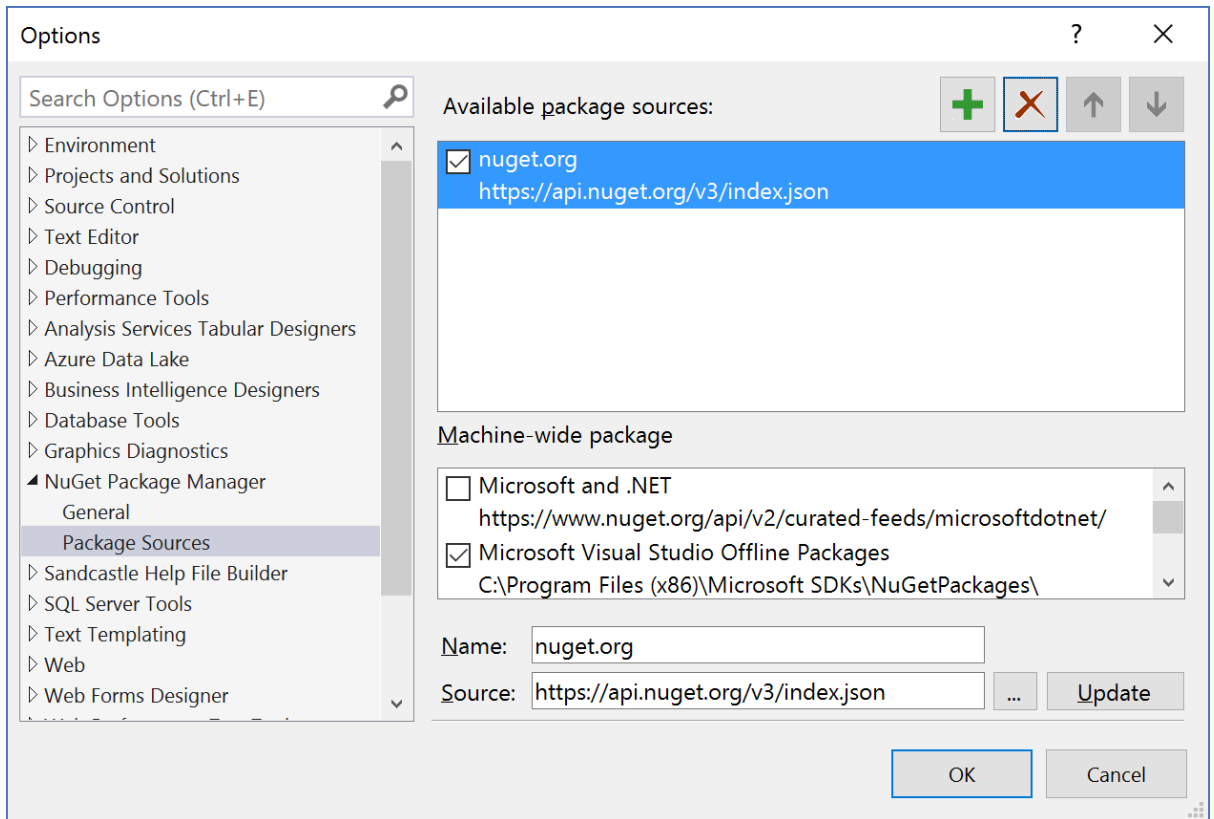 Options
?
Search Options (Ctrl+E)
Environment
Projects and Solutions
Source Control
Text Editor
Debugging
Performance Tools
Analysis Services Tabular Designers
Azure Data Lake
Business Intelligence Designers
Database Tools
Graphics Diagnostics
NuGet Package Manager
General
Package Sources
Sandcastle Help File Builder
SQL Server Tools
Text Templating
Web
Web Forms Designer
Available package sources:
nuget.org
https://api.nuget.org/v3/index.json
Machine-wide package
Microsoft and .NET
https://www.nuget.org/api/v2/curated-feeds/microsoftdotnet/
Microsoft Visual Studio Offline Packages
C:\Program Files (x86)\Microsoft SDKs\NuGetPackages\
Name: nuget.org
Source: https://api.nuget.org/v3/index.json ... Update
OK Cancel